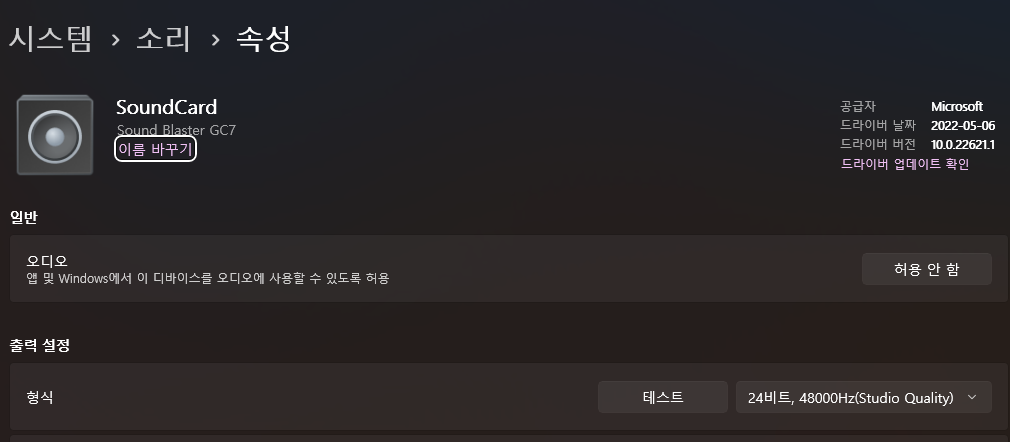 시스템 › 소리 › 속성
SoundCard
Sound Blaster GC7
이름 바꾸기
공급자 Microsoft
드라이버 날짜 2022-05-06
드라이버 버전 10.0.22621.1
드라이버 업데이트 확인
일반
오디오
앱 및 Windows에서 이 디바이스를 오디오에 사용할 수 있도록 허용
허용 안 함
출력 설정
형식 테스트 24비트, 48000Hz(Studio Quality)